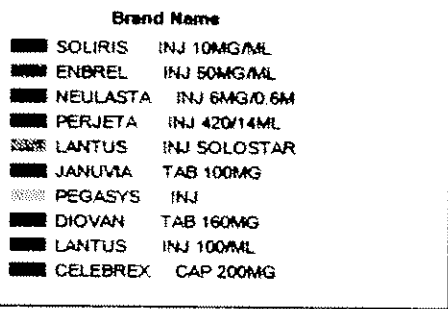 Brand Name
SOLIRIS INJ 10MG/ML
ENBREL INJ 50MG/ML
NEULASTA INJ 6MG/0.6M
PERJETA INJ 420/14ML
LANTUS INJ SOLOSTAR
JANUVIA TAB 100MG
PEGASYS INJ
DIOVAN TAB 160MG
LANTUS INJ 100/ML
CELEBREX CAP 200MG